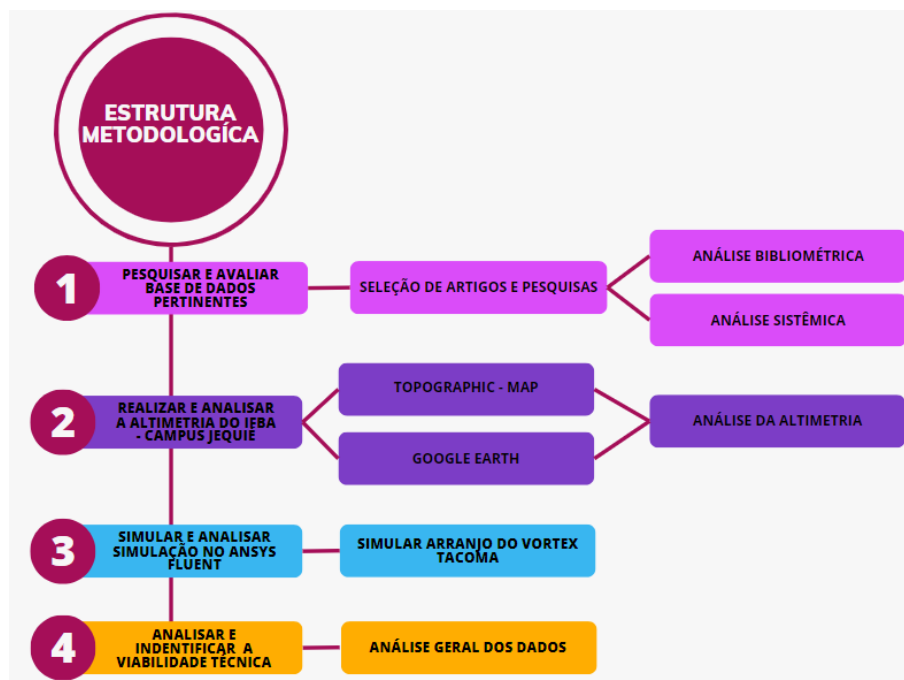 ESTRUTURA
METODOLOGÍCA
1
PESQUISAR E AVALIAR
BASE DE DADOS
PERTINENTES
SELEÇÃO DE ARTIGOS E PESQUISAS
ANÁLISE BIBLIOMÉTRICA
ANÁLISE SISTÊMICA
2
REALIZAR E ANALISAR
A ALTIMETRIA DO IFBA
- CAMPUS JEQUIÉ
TOPOGRAPHIC - MAP
GOOGLE EARTH
ANÁLISE DA ALTIMETRIA
3
SIMULAR E ANALISAR
SIMULAÇÃO NO ANSYS
FLUENT
SIMULAR ARRANJO DO VORTEX
TACOMA
4
ANALISAR E
INDENTIFICAR A
VIABILIDADE TÉCNICA
ANÁLISE GERAL DOS DADOS